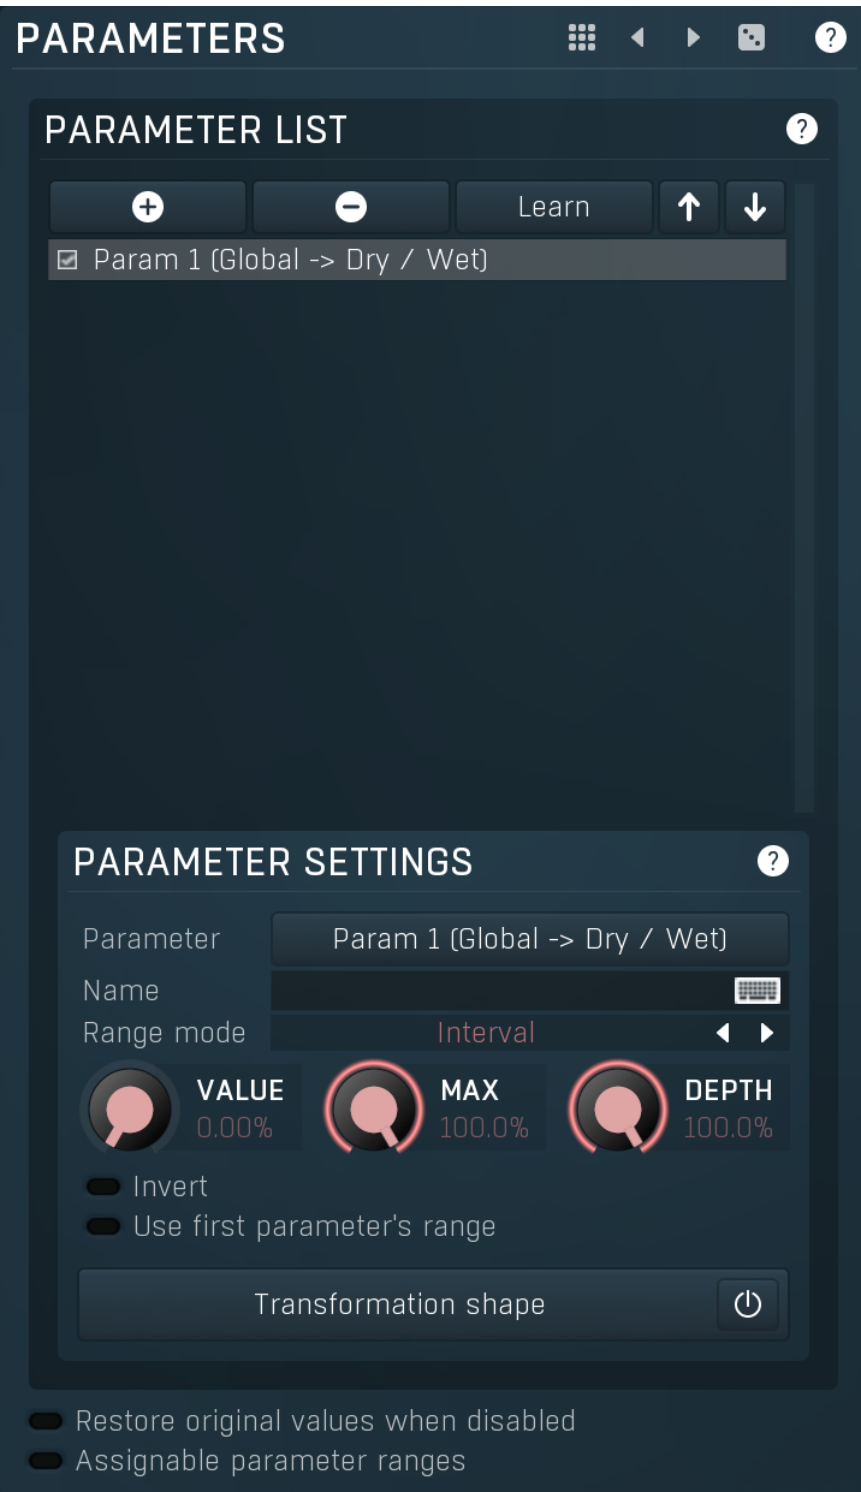 PARAMETERS ?
PARAMETER LIST ?
Learn
Param 1 (Global -> Dry / Wet)
PARAMETER SETTINGS ?
Parameter Param 1 (Global -> Dry / Wet)
Name
Range mode Interval
VALUE MAX DEPTH
0.00% 100.0% 100.0%
Invert
Use first parameter's range
Transformation shape
Restore original values when disabled
Assignable parameter ranges